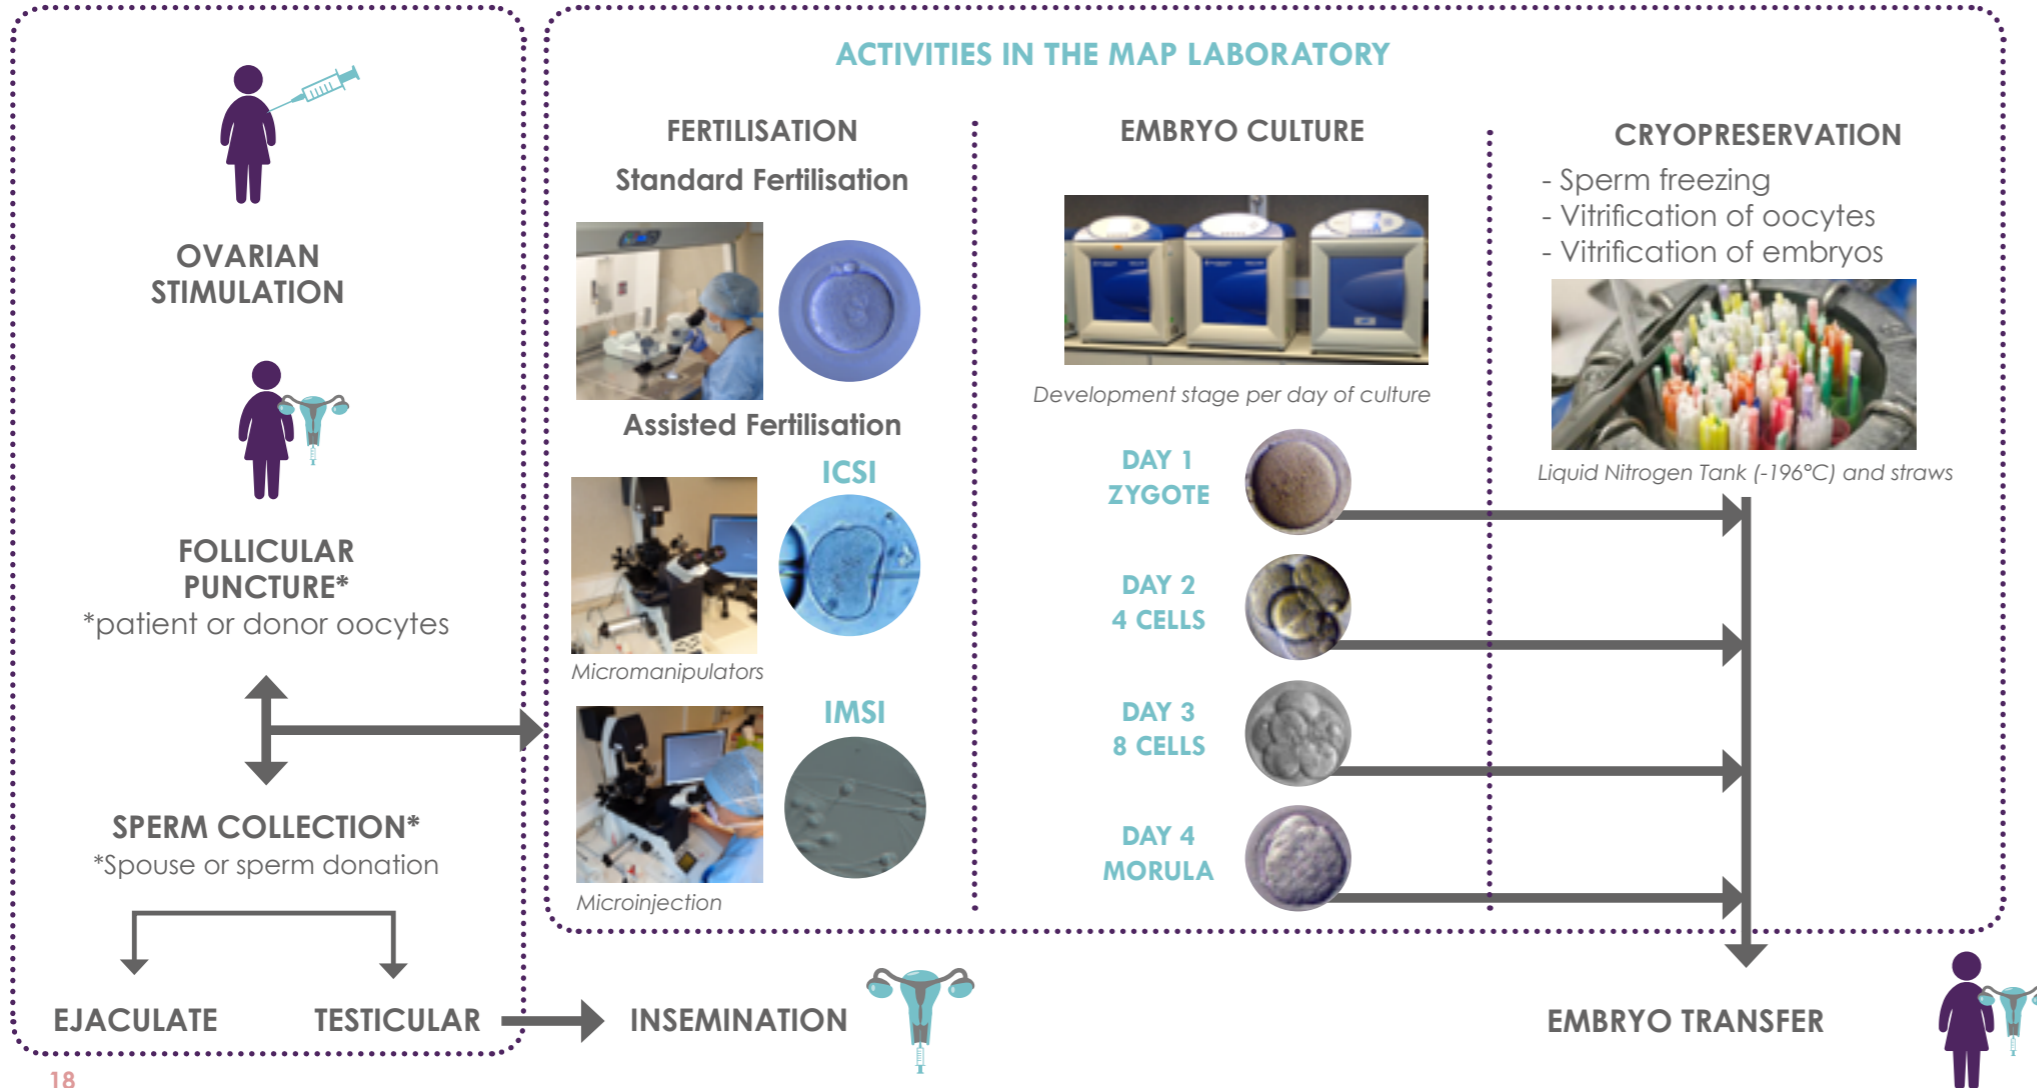 OVARIAN
STIMULATION
FOLLICULAR
PUNCTURE*
*patient or donor oocytes
SPERM COLLECTION*
*Spouse or sperm donation
EJACULATE
TESTICULAR
INSEMINATION
ACTIVITIES IN THE MAP LABORATORY
FERTILISATION
Standard Fertilisation
Assisted Fertilisation
ICSI
Micromanipulators
IMSI
Microinjection
EMBRYO CULTURE
Development stage per day of culture
DAY 1
ZYGOTE
DAY 2
4 CELLS
DAY 3
8 CELLS
DAY 4
MORULA
CRYOPRESERVATION
- Sperm freezing
- Vitrification of oocytes
- Vitrification of embryos
Liquid Nitrogen Tank (-196°C) and straws
EMBRYO TRANSFER
18